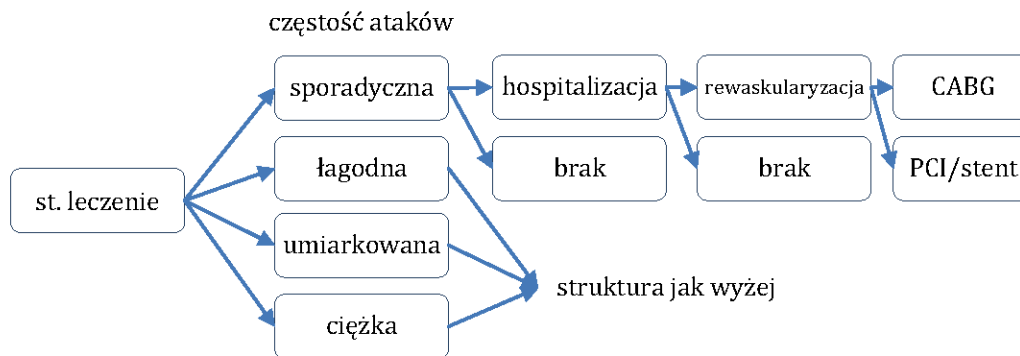 częstość ataków
sporadyczna
hospitalizacja
rewaskularyzacja
CABG
łagodna
brak
brak
PCI/stent
st. leczenie
umiarkowana
struktura jak wyżej
ciężka